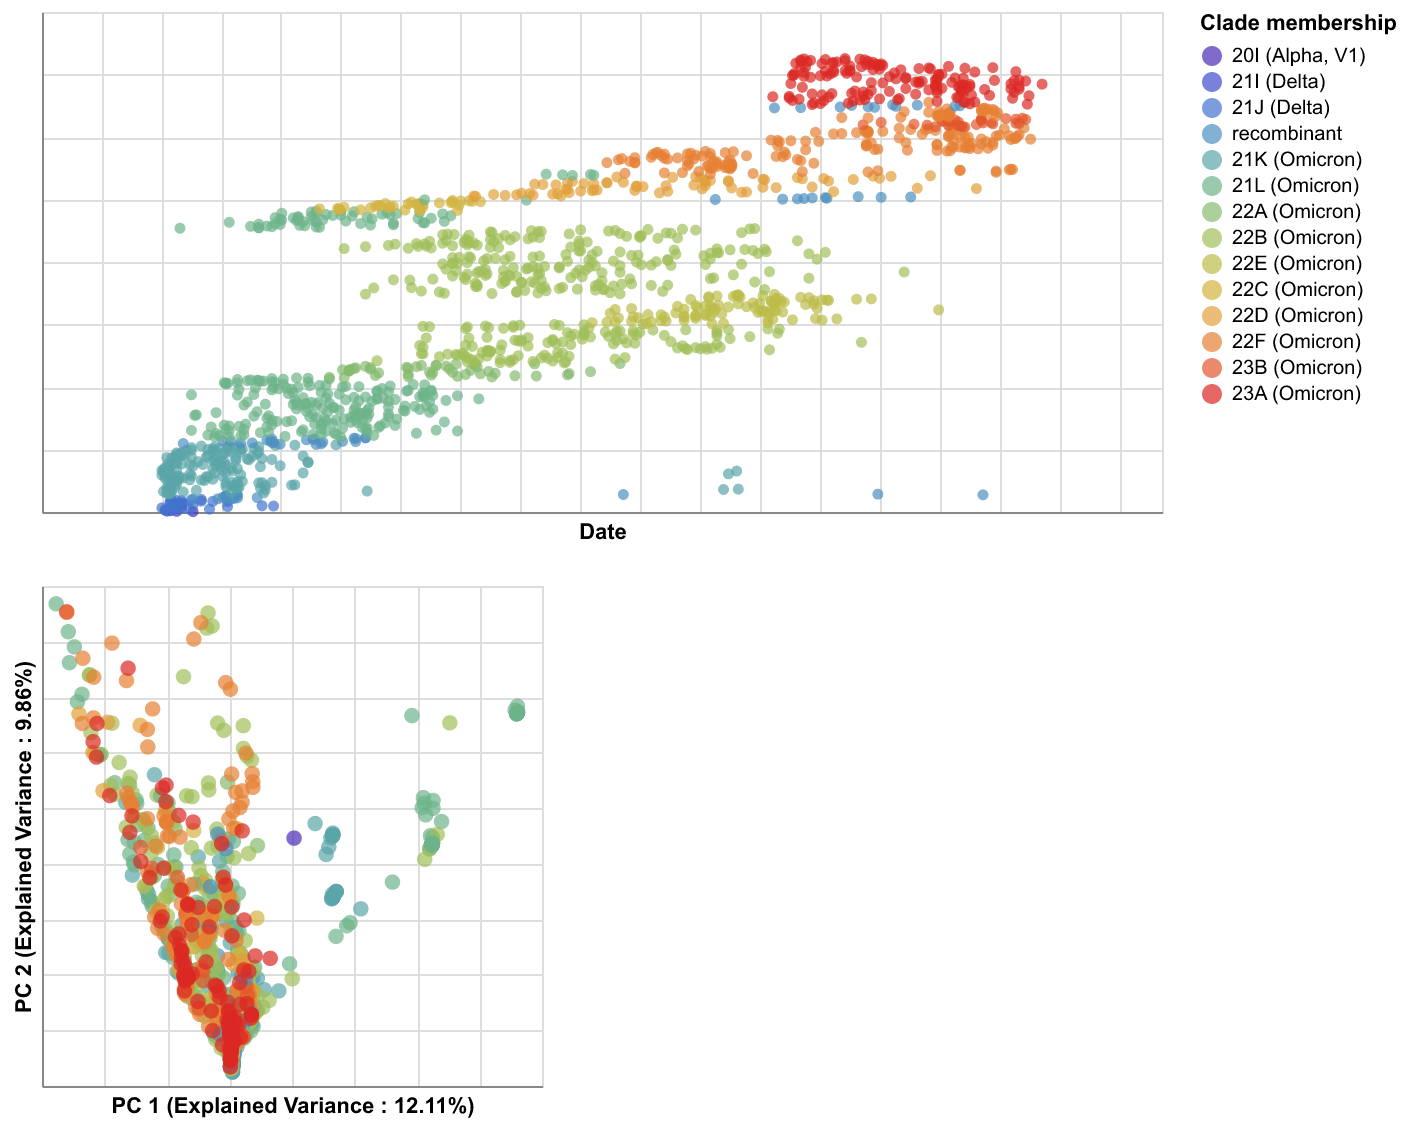 Clade membership
20I (Alpha, V1)
21I (Delta)
21J (Delta)
recombinant
21K (Omicron)
21L (Omicron)
22A (Omicron)
22B (Omicron)
22E (Omicron)
22C (Omicron)
22D (Omicron)
22F (Omicron)
23B (Omicron)
23A (Omicron)
Date
PC 2 (Explained Variance : 9.86%)
PC 1 (Explained Variance : 12.11%)